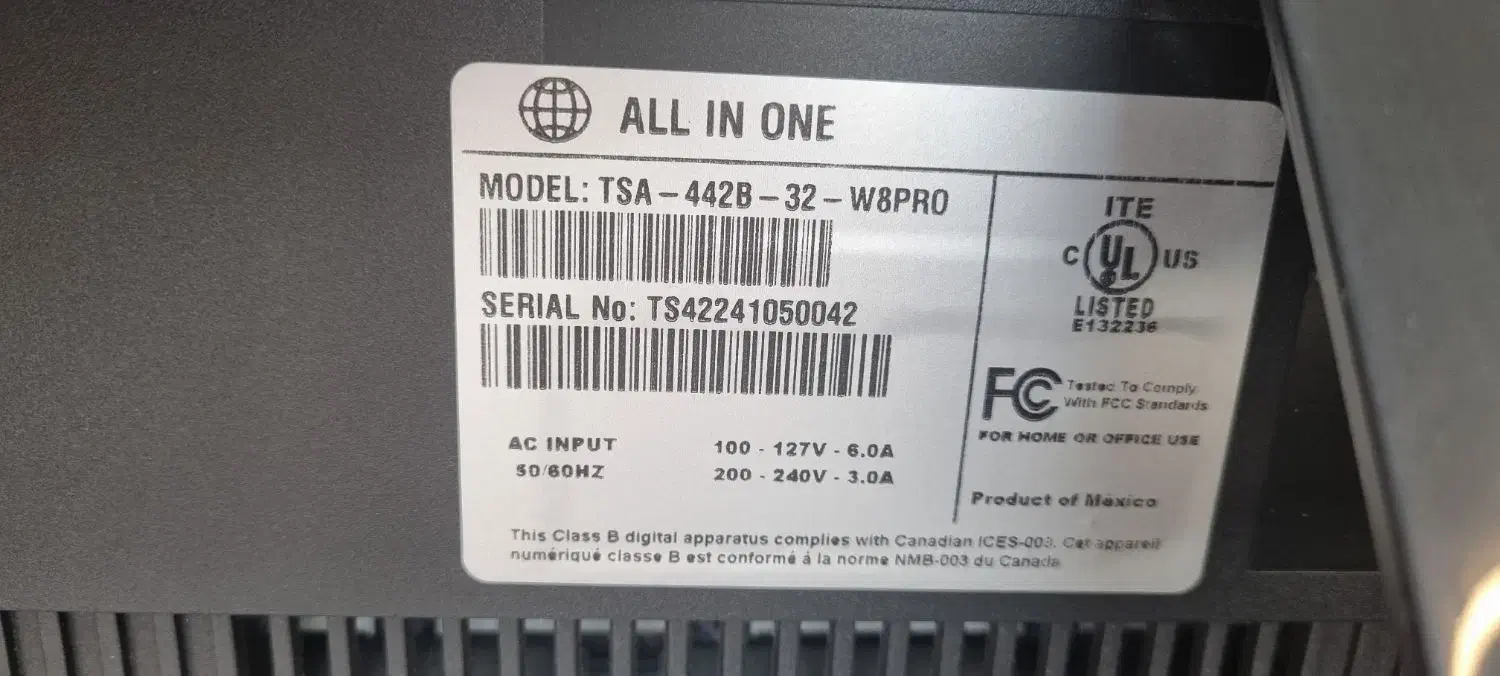 ALL IN ONE
MODEL: TSA-442B-32-W8PRO
SERIAL No: TS42241050042
AC INPUT 100 - 127V - 6.0A
50/60HZ 200 - 240V - 3.0A
ITE
C UL US
LISTED
E132236
FC Tested To Comply
With FCC Standards
FOR HOME OR OFFICE USE
Product of México
This Class B digital apparatus complies with Canadian ICES-003. Cet appareil
numériqué classe B est conformé á la norme NMB-003 du Canada